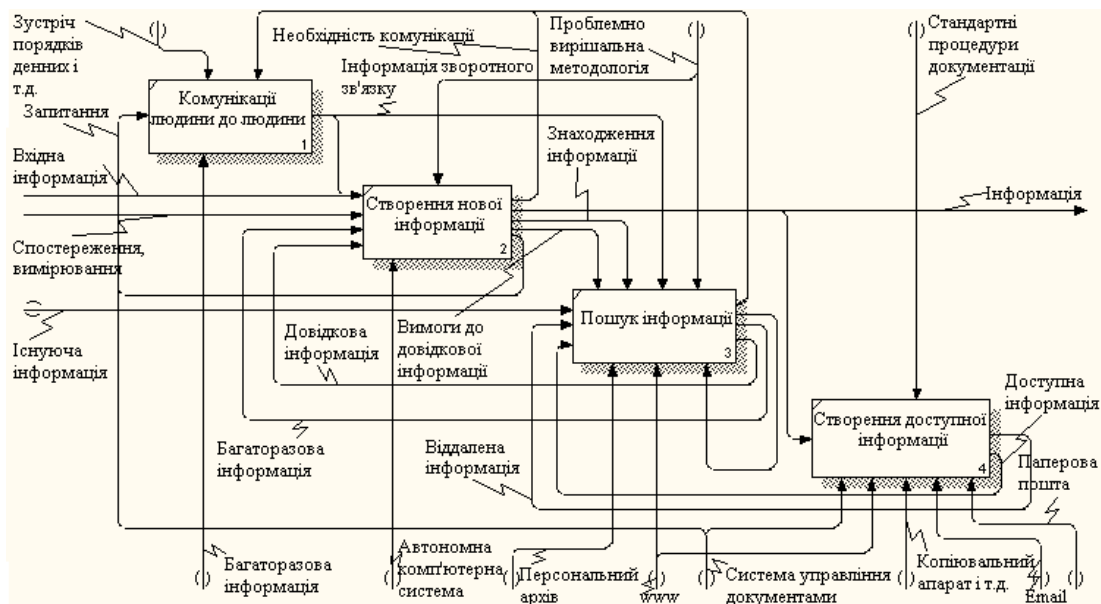 Зустріч
порядків
денних і
т.д.
Необхідність комунікації
Проблемно
вирішальна
методологія
Стандартні
процедури
документації
Інформація зворотного
зв'язку
Запитання
Комунікації
людини до людини
1
Знаходження
інформації
Вхідна
інформація
Створення нової
інформації
2
Інформація
Спостереження,
вимірювання
Пошук інформації
3
Існуюча
інформація
Довідкова
інформація
Вимоги до
довідкової
інформації
Доступна
інформація
Створення доступної
інформації
4
Багаторазова
інформація
Віддалена
інформація
Паперова
пошта
Багаторазова
інформація
Автономна
комп'ютерна
система
Персональний
архів
www
Система управління
документами
Копіювальний
апарат і т.д.
Email